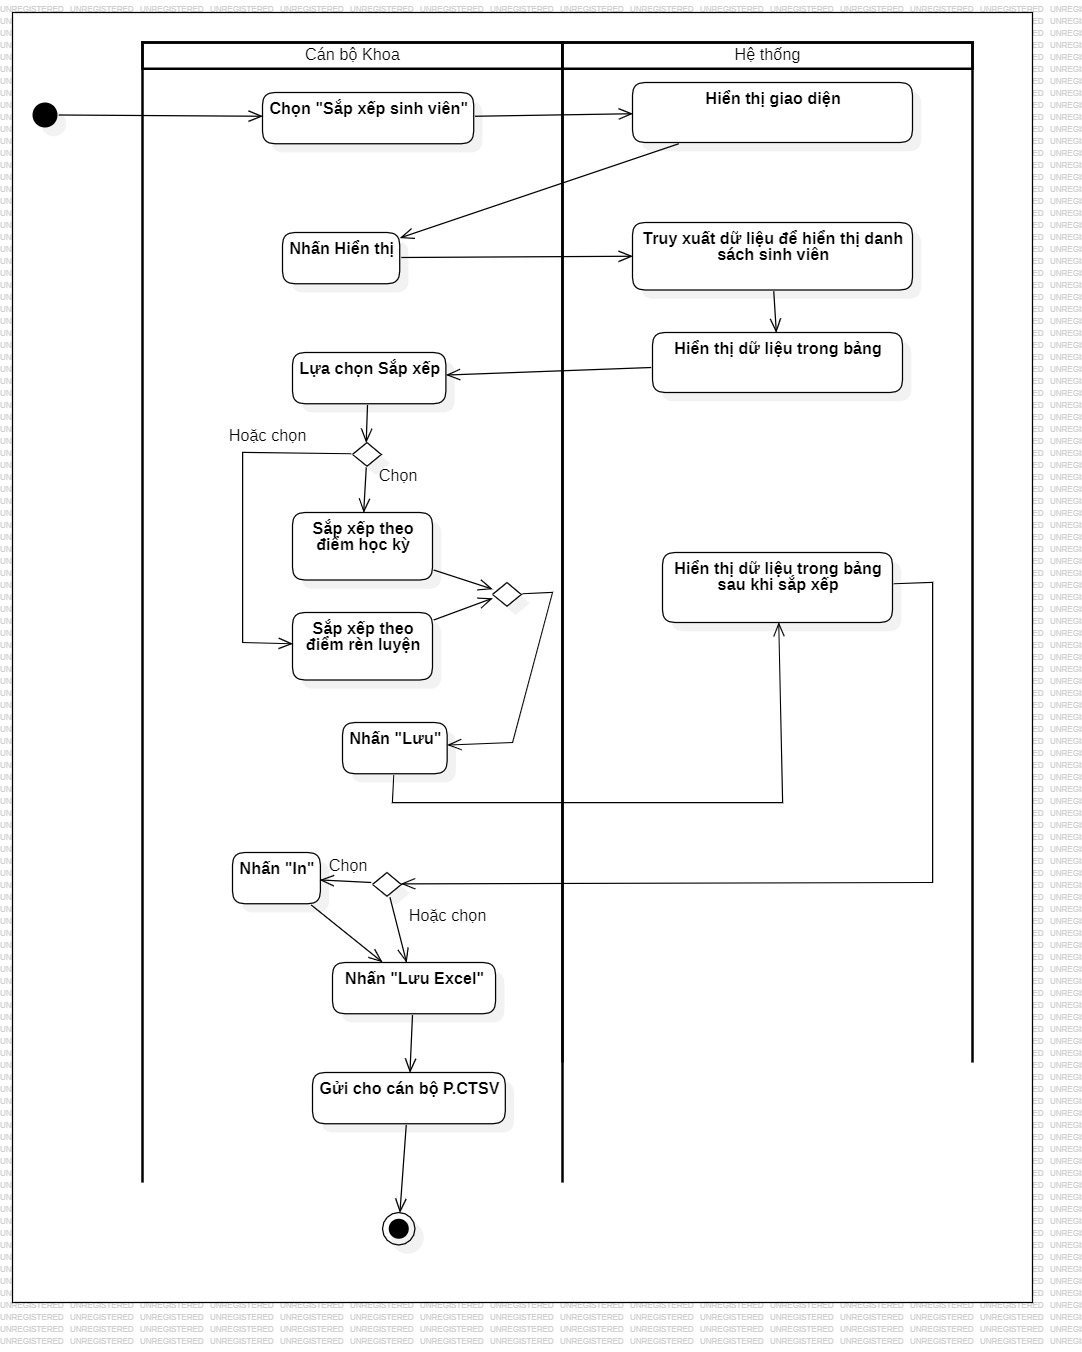 Cán bộ Khoa
Hệ thống
Chọn "Sắp xếp sinh viên"
Hiển thị giao diện
Nhấn Hiển thị
Truy xuất dữ liệu để hiển thị danh
sách sinh viên
Hiển thị dữ liệu trong bảng
Lựa chọn Sắp xếp
Hoặc chọn
Chọn
Sắp xếp theo
điểm học kỳ
Hiển thị dữ liệu trong bảng
sau khi sắp xếp
Sắp xếp theo
điểm rèn luyện
Nhấn "Lưu"
Nhấn "In"
Chọn
Hoặc chọn
Nhấn "Lưu Excel"
Gửi cho cán bộ P.CTSV
UNREGISTERED